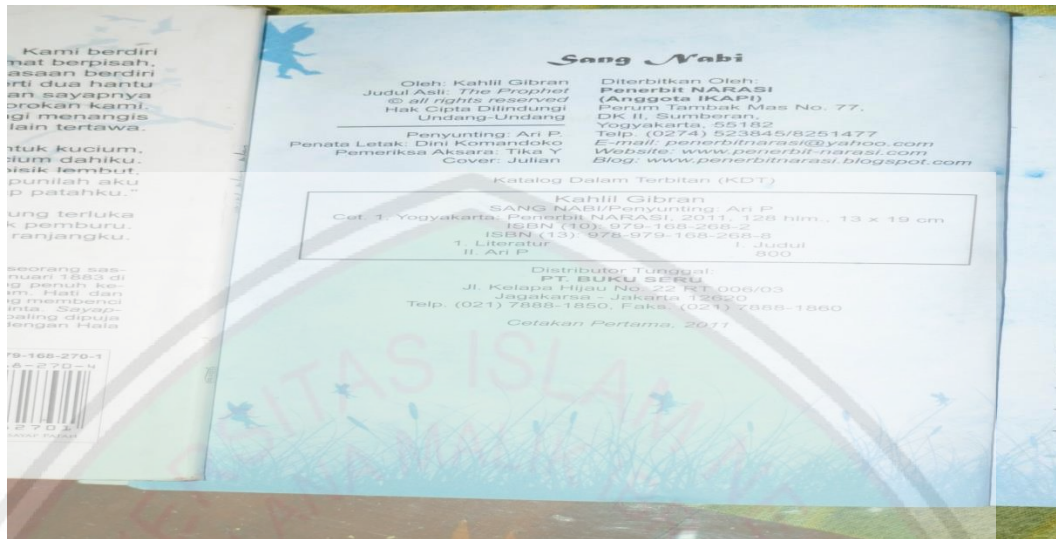 Kami berdiri
mat berpisah,
asaan berdiri
erti dua hantu
an sayapnya
orokan kami.
gi menangis
lain tertawa.
ntuk kucium,
cium dahiku.
bisik lembut,
punilah aku
p patahku."
ung terluka
k pemburu.
ranjangku.
seorang sas-
nuari 1883 di
g penuh ke-
am. Hati dan
g membenci
inta. Sayap-
paling dipuja
dengan Hala
79-168-270-1
8-270-4
Sang Nabi
Oleh: Kahlil Gibran
Judul Asli: The Prophet
© all rights reserved
Hak Cipta Dilindungi
Undang-Undang
Penyunting: Ari P.
Penata Letak: Dini Komandoko
Pemeriksa Aksara: Tika Y
Cover: Julian
Diterbitkan Oleh:
Penerbit NARASI
(Anggota IKAPI)
Perum Tambak Mas No. 77,
DK II, Sumberan,
Yogyakarta, 55182
Telp. (0274) 523845/8251477
E-mail: penerbitnarasi@yahoo.com
Website: www.penerbit-narasi.com
Blog: www.penerbitnarasi.blogspot.com
Katalog Dalam Terbitan (KDT)
Kahlil Gibran
SANG NABI/Penyunting: Ari P
Cet. 1, Yogyakarta: Penerbit NARASI, 2011, 128 hlm., 13 x 19 cm
ISBN (10): 979-168-268-2
ISBN (13): 978-979-168-268-8
1. Literatur I. Judul
II. Ari P 800
Distributor Tunggal:
PT. BUKU SERU
Jl. Kelapa Hijau No. 22 RT 006/03
Jagakarsa - Jakarta 12620
Telp. (021) 7888-1850, Faks. (021) 7888-1860
Cetakan Pertama, 2011